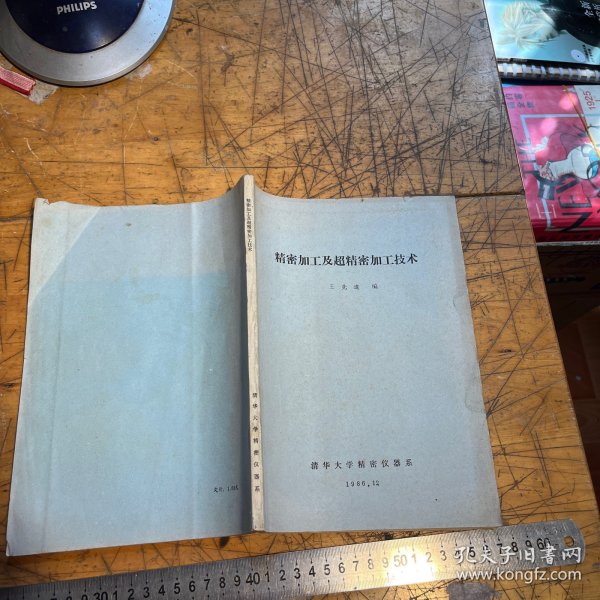 PHILIPS
精密加工及超精密加工技术
王先逵 编
清华大学精密仪器系
1986.12
精密加工及超精密加工技术
清华大学精密仪器系
1925
NEW
孔夫子旧书网
www.kongfz.com